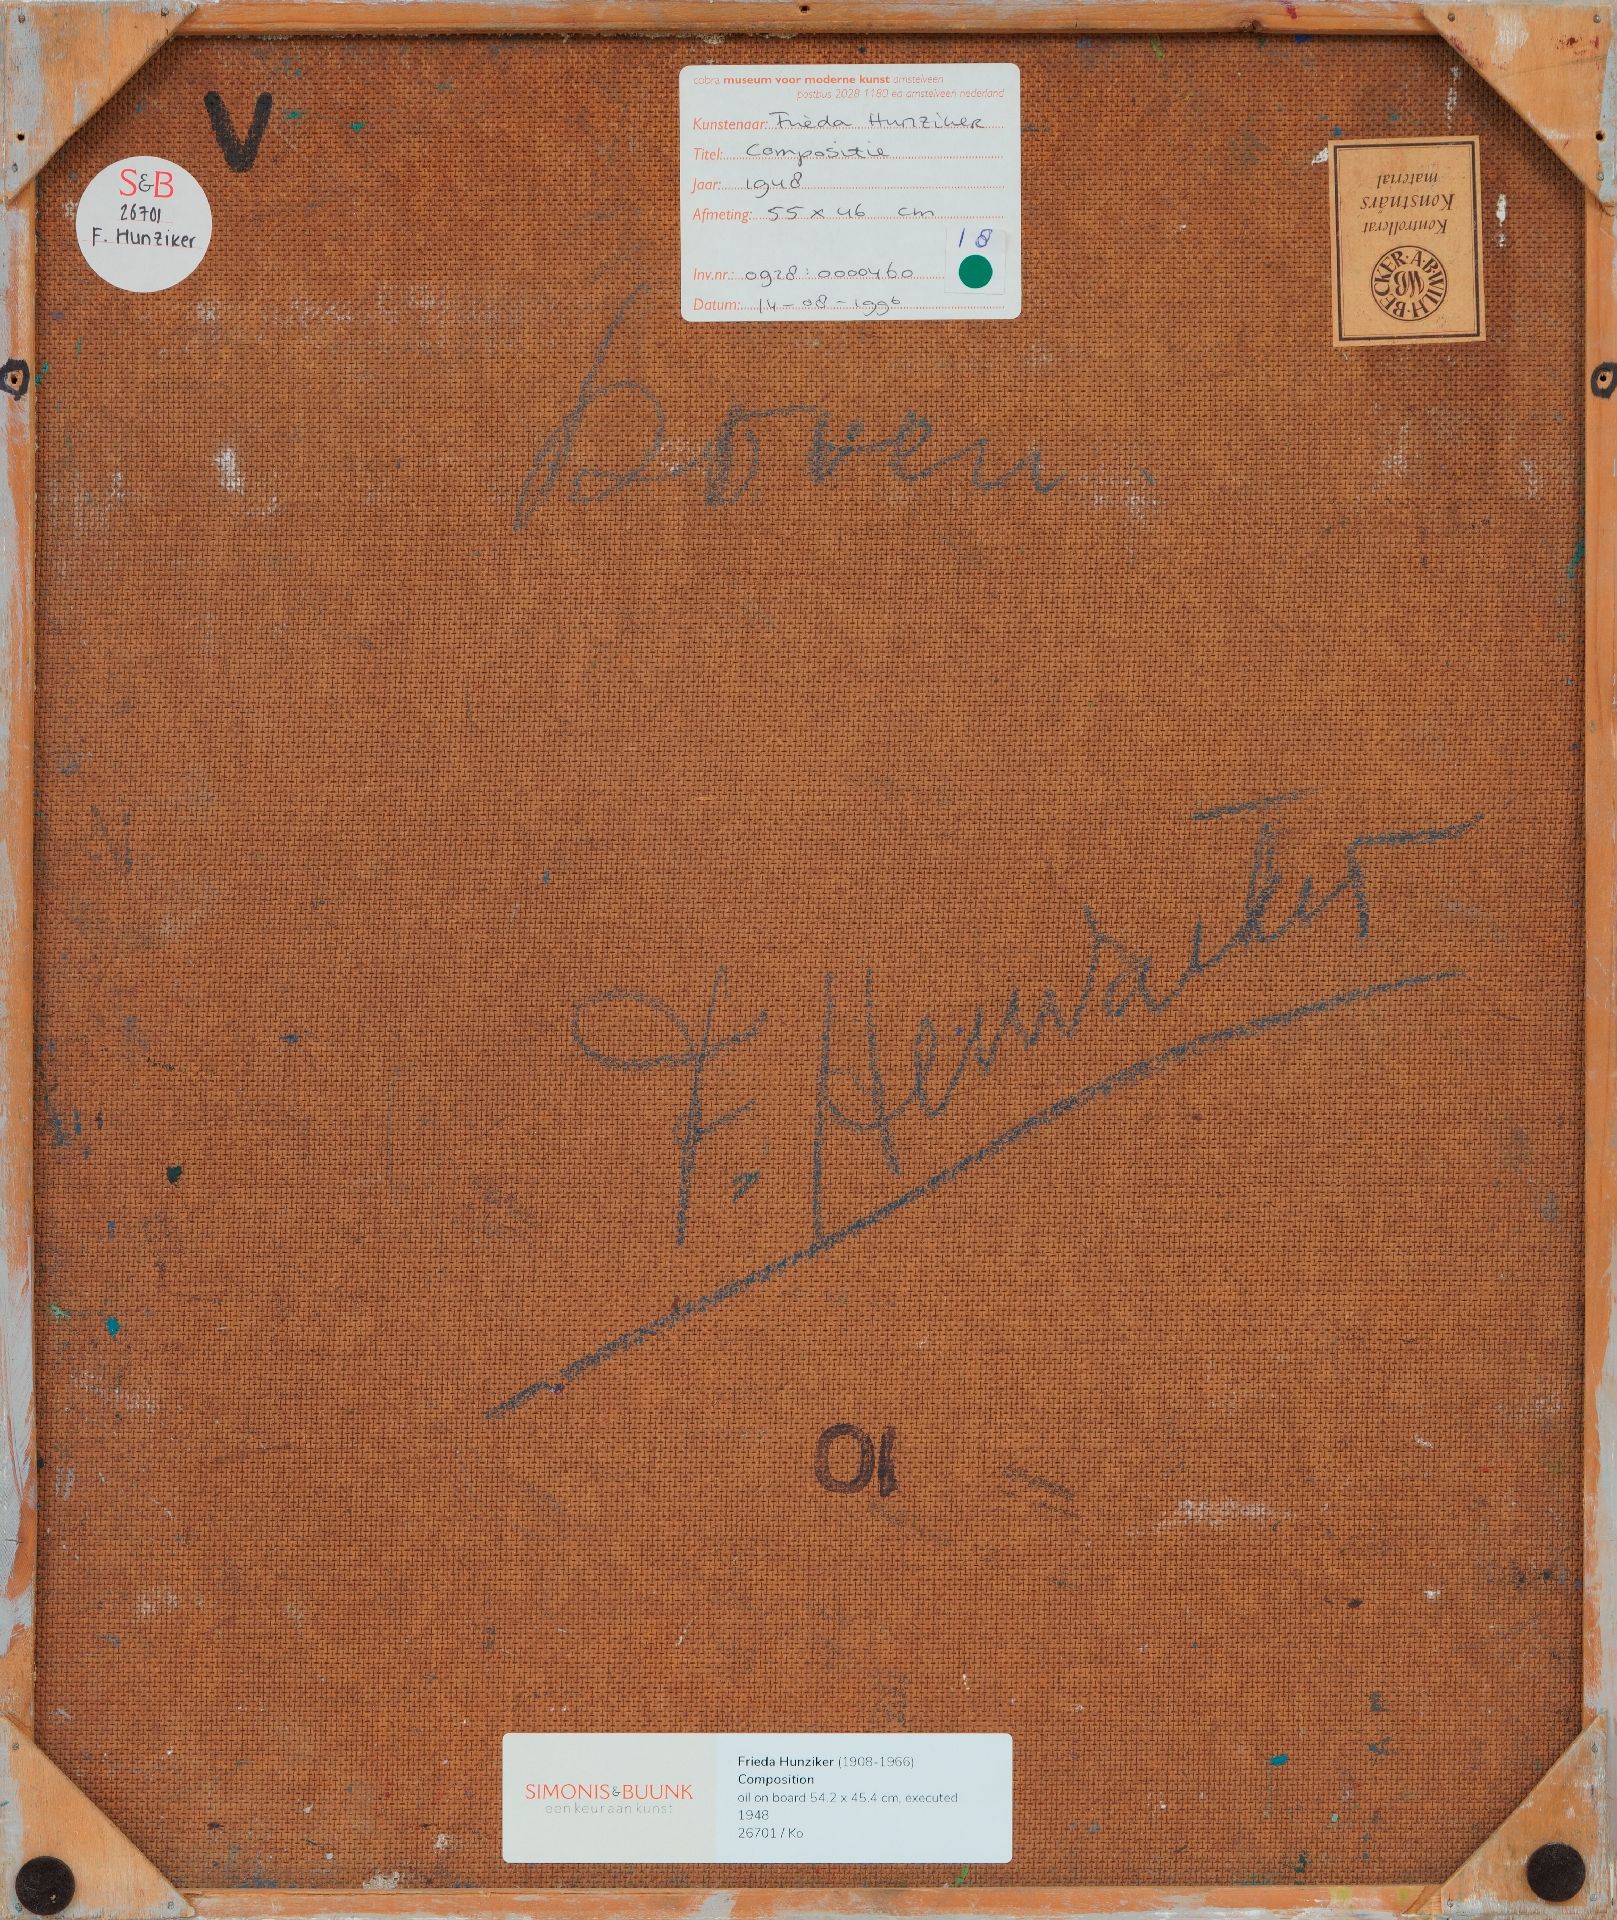 V
S&B
26701
F. Hunziker
cobra museum voor moderne kunst amstelveen
postbus 2028 1180 ea amstelveen nederland
Kunstenaar: Frieda Hunziker
Titel: Compositie
Jaar: 1948
Afmeting: 55 x 46 cm
18
Inv.nr.: 0928:0000460
Datum: 14-08-1996
Kontrollerat
Konstnärs
material
BECKER·A·B·WILH·
boven
F.
10
SIMONIS&BUUNK
een keur aan kunst
Frieda Hunziker (1908-1966)
Composition
oil on board 54.2 x 45.4 cm, executed
1948
26701 / Ko